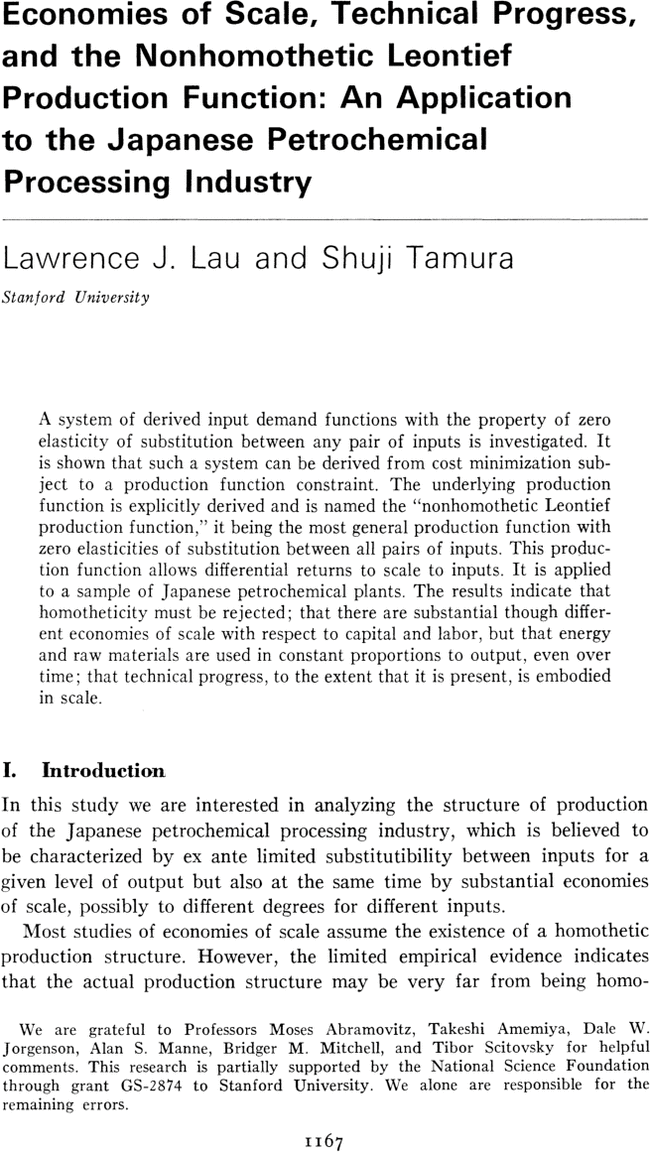 Economies of Scale, Technical Progress,
and the Nonhomothetic Leontief
Production Function: An Application
to the Japanese Petrochemical
Processing Industry
Lawrence J. Lau and Shuji Tamura
Stanford University
A system of derived input demand functions with the property of zero
elasticity of substitution between any pair of inputs is investigated. It
is shown that such a system can be derived from cost minimization sub-
ject to a production function constraint. The underlying production
function is explicitly derived and is named the “nonhomothetic Leontief
production function,” it being the most general production function with
zero elasticities of substitution between all pairs of inputs. This produc-
tion function allows differential returns to scale to inputs. It is applied
to a sample of Japanese petrochemical plants. The results indicate that
homotheticity must be rejected; that there are substantial though differ-
ent economies of scale with respect to capital and labor, but that energy
and raw materials are used in constant proportions to output, even over
time; that technical progress, to the extent that it is present, is embodied
in scale.
I. Introduction
In this study we are interested in analyzing the structure of production
of the Japanese petrochemical processing industry, which is believed to
be characterized by ex ante limited substitutibility between inputs for a
given level of output but also at the same time by substantial economies
of scale, possibly to different degrees for different inputs.
Most studies of economies of scale assume the existence of a homothetic
production structure. However, the limited empirical evidence indicates
that the actual production structure may be very far from being homo-
We are grateful to Professors Moses Abramovitz, Takeshi Amemiya, Dale W.
Jorgenson, Alan S. Manne, Bridger M. Mitchell, and Tibor Scitovsky for helpful
comments. This research is partially supported by the National Science Foundation
through grant GS-2874 to Stanford University. We alone are responsible for the
remaining errors.
1167